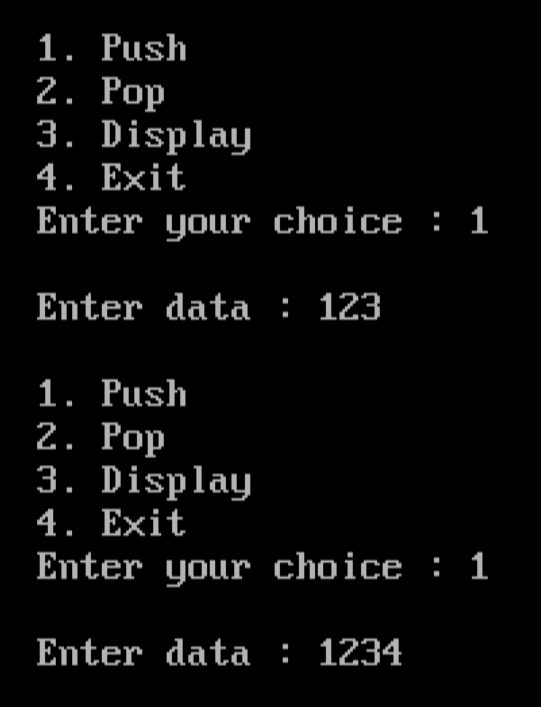 1. Push
2. Pop
3. Display
4. Exit
Enter your choice : 1
Enter data : 123
1. Push
2. Pop
3. Display
4. Exit
Enter your choice : 1
Enter data : 1234